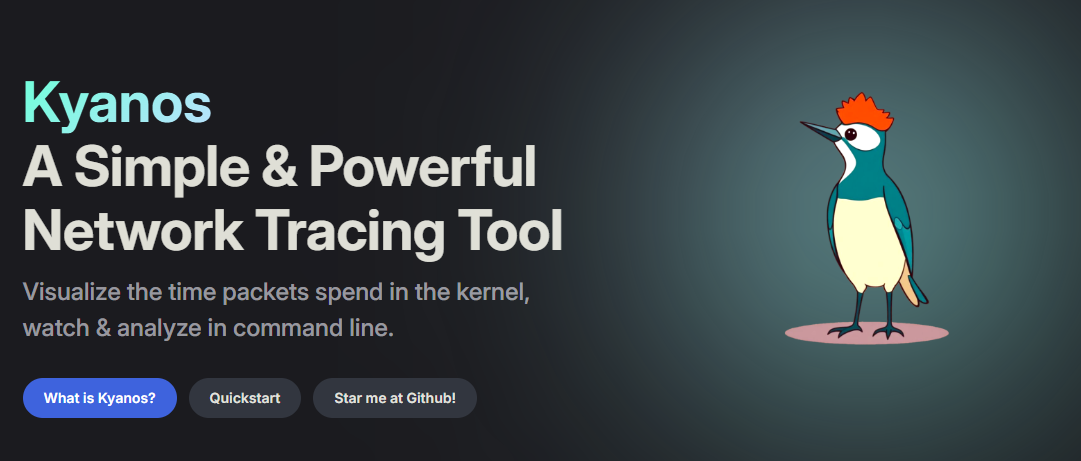 Kyanos
A Simple & Powerful
Network Tracing Tool
Visualize the time packets spend in the kernel,
watch & analyze in command line.
What is Kyanos?
Quickstart
Star me at Github!